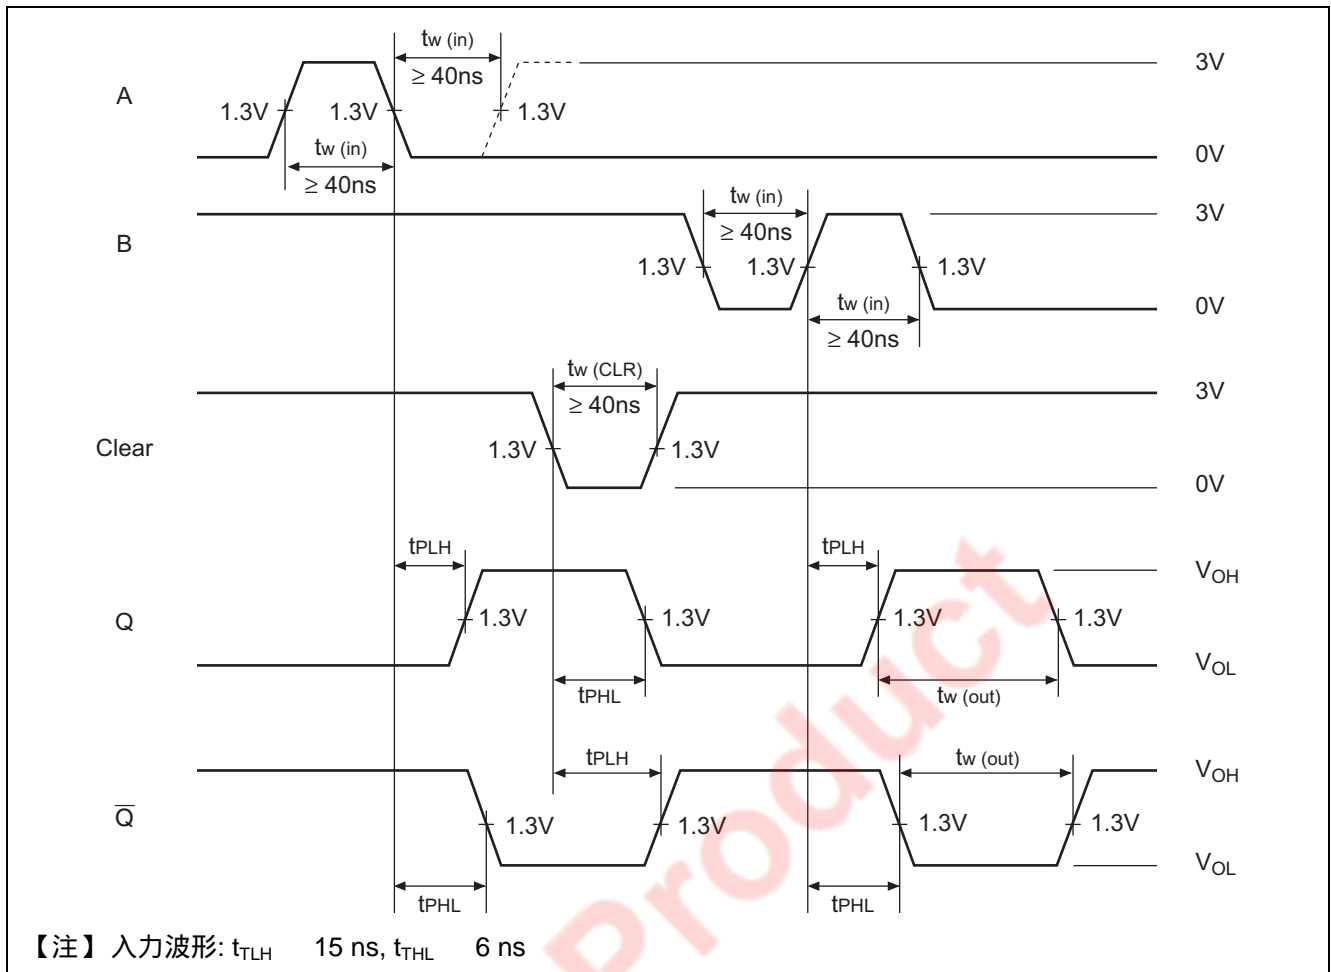 tw (in)
≥ 40ns
3V
A
1.3V
1.3V
1.3V
tw (in)
≥ 40ns
0V
tw (in)
≥ 40ns
3V
B
1.3V
1.3V
1.3V
tw (in)
≥ 40ns
0V
tw (CLR)
≥ 40ns
3V
Clear
1.3V
1.3V
0V
tPLH
tPLH
VOH
Q
1.3V
1.3V
1.3V
1.3V
tPHL
tw (out)
VOL
tPLH
tw (out)
VOH
Q̅
1.3V
1.3V
1.3V
1.3V
tPHL
tPHL
VOL
Product
【注】入力波形: tTLH 15 ns, tTHL 6 ns